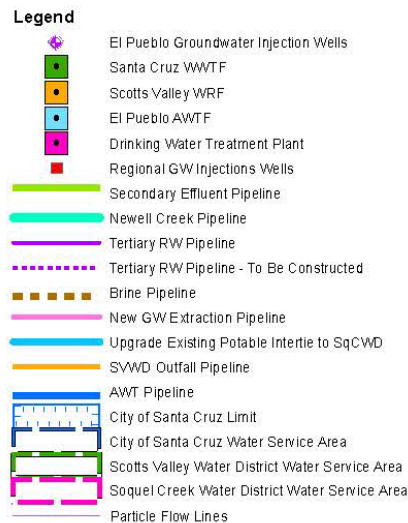 Legend
El Pueblo Groundwater Injection Wells
Santa Cruz WWTF
Scotts Valley WRF
El Pueblo AWTF
Drinking Water Treatment Plant
Regional GW Injections Wells
Secondary Effluent Pipeline
Newell Creek Pipeline
Tertiary RW Pipeline
Tertiary RW Pipeline - To Be Constructed
Brine Pipeline
New GW Extraction Pipeline
Upgrade Existing Potable Intertie to SqCWD
SVWD Outfall Pipeline
AWT Pipeline
City of Santa Cruz Limit
City of Santa Cruz Water Service Area
Scotts Valley Water District Water Service Area
Soquel Creek Water District Water Service Area
Particle Flow Lines